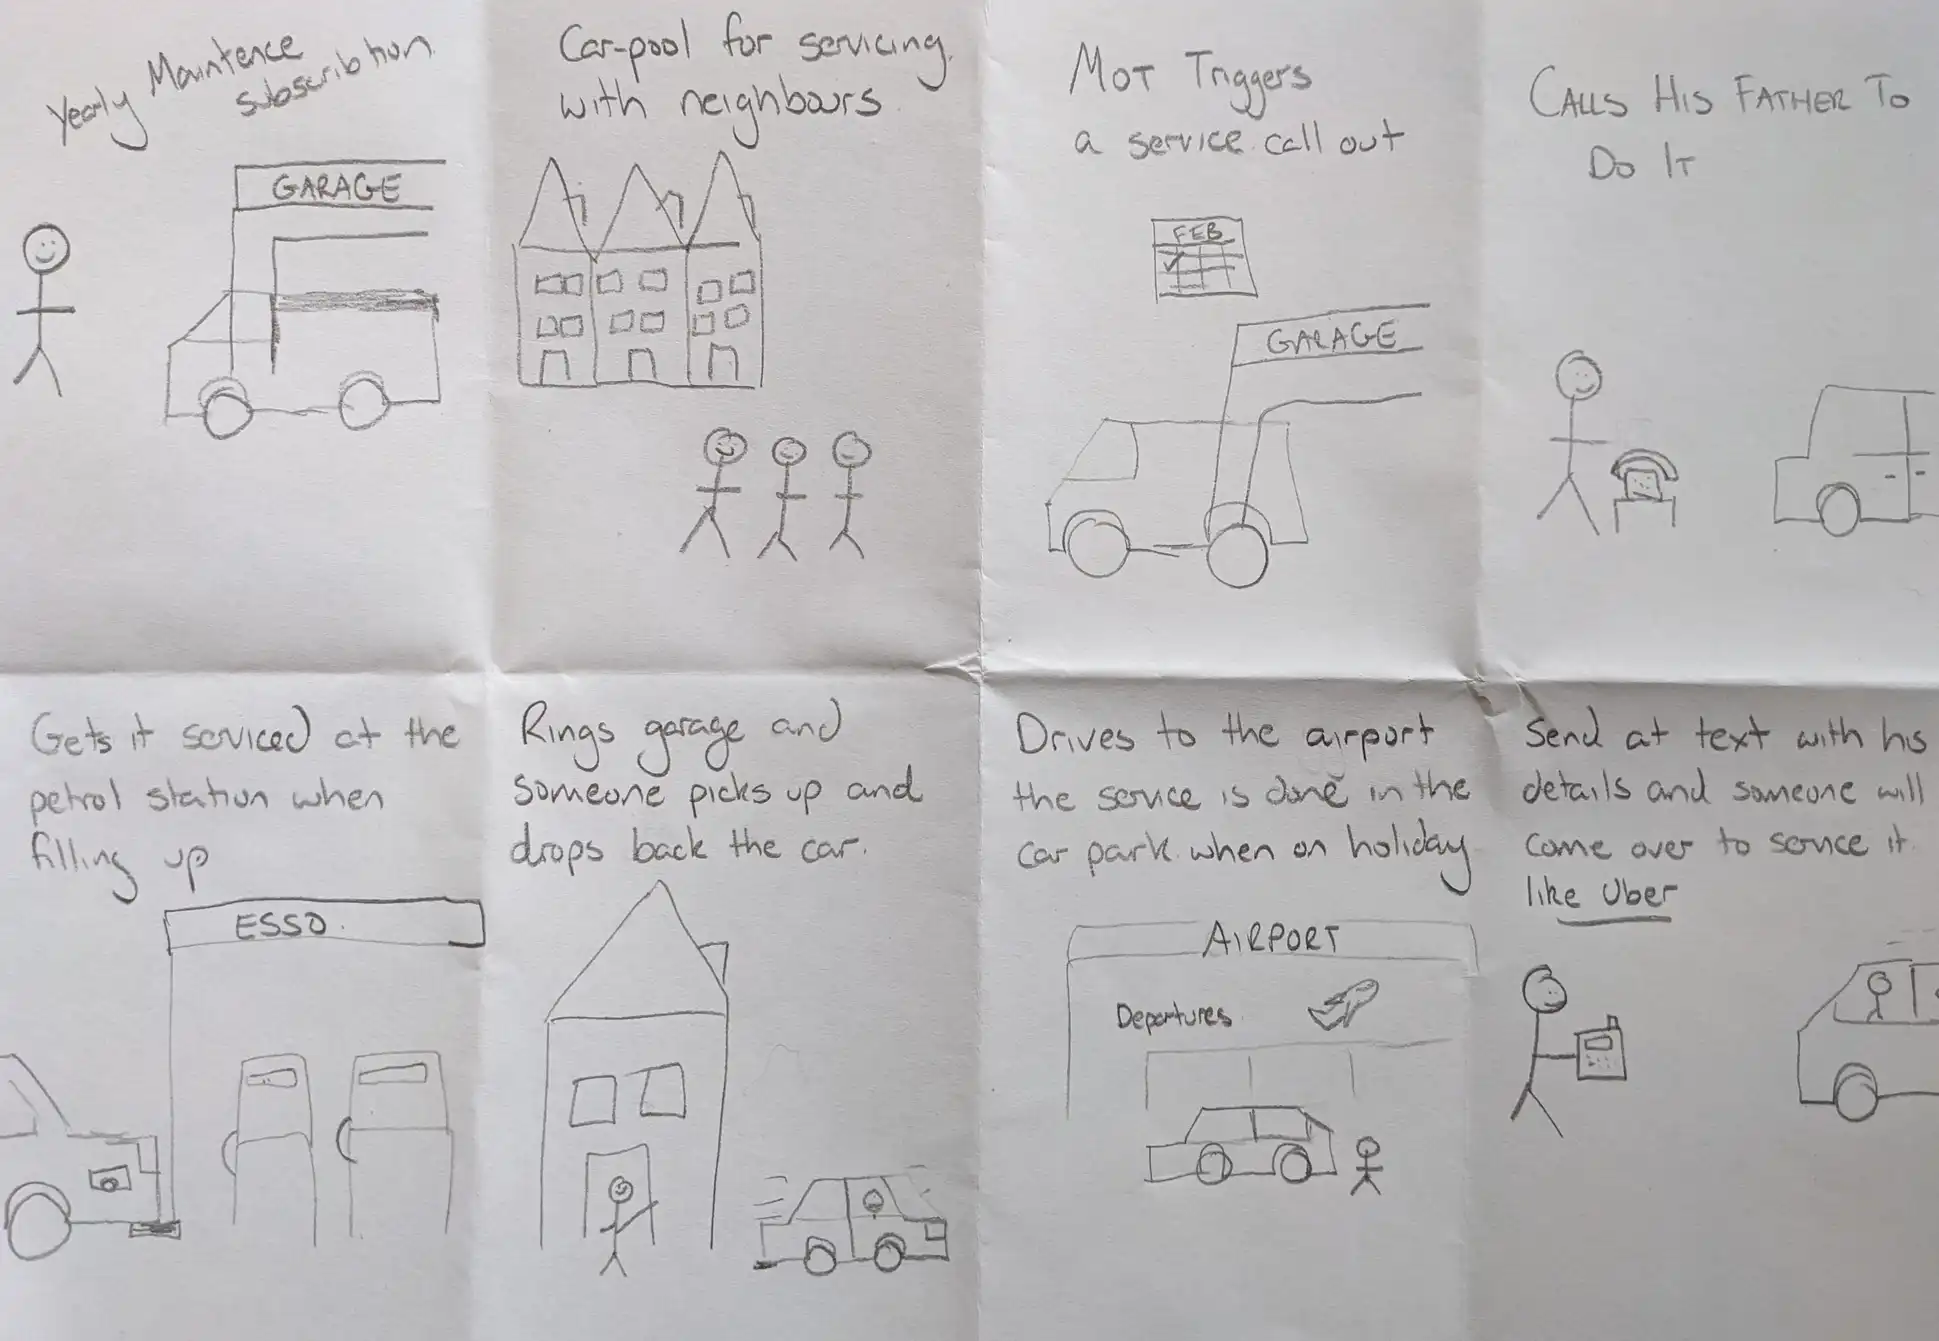 Yearly Maintence
subscribtion
GARAGE
Car-pool for servicing
with neighbours
MOT Triggers
a service call out
FEB
GARAGE
CALLS HIS FATHER TO
DO IT
Gets it serviced at the
petrol station when
filling up
ESSO
Rings garage and
someone picks up and
drops back the car.
Drives to the airport
the service is done in the
car park when on holiday
AIRPORT
Departures
Send at text with his
details and someone will
come over to service it
like Uber